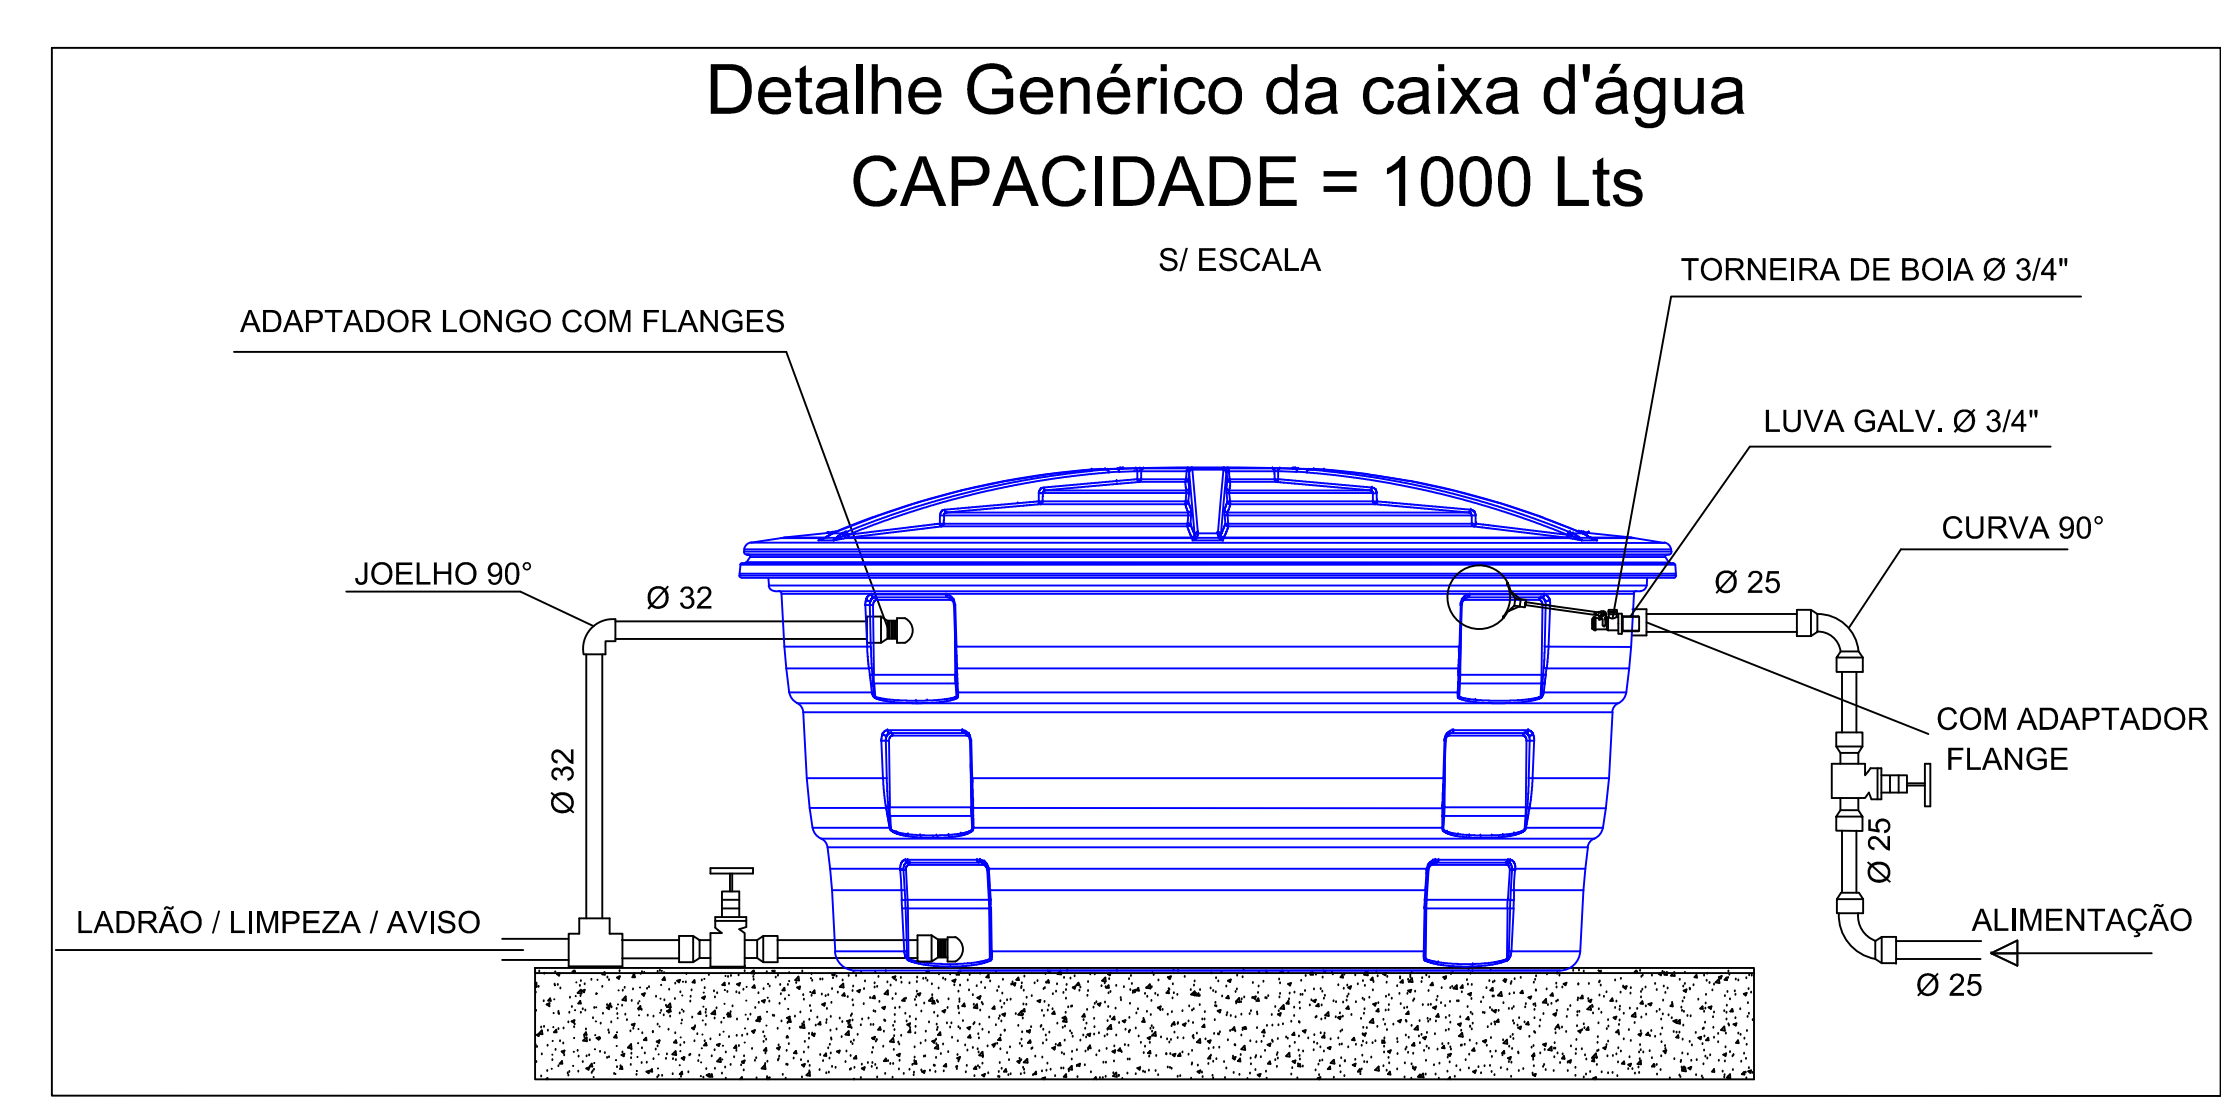 Detalhe Genérico da caixa d'água
CAPACIDADE = 1000 Lts
S/ ESCALA
TORNEIRA DE BOIA Ø 3/4"
ADAPTADOR LONGO COM FLANGES
LUVA GALV. Ø 3/4"
CURVA 90°
JOELHO 90°
Ø 32
Ø 25
COM ADAPTADOR
FLANGE
Ø 32
Ø 25
LADRÃO / LIMPEZA / AVISO
ALIMENTAÇÃO
Ø 25